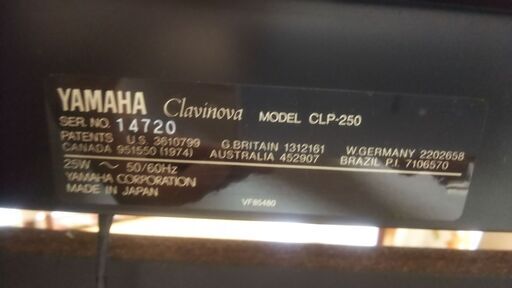 YAMAHA Clavinova MODEL CLP-250
SER. NO. 14720
PATENTS U.S. 3610799 G.BRITAIN 1312161 W.GERMANY 2202658
CANADA 951550 (1974) AUSTRALIA 452907 BRAZIL P.I. 7106570
25W ~ 50/60Hz
YAMAHA CORPORATION
MADE IN JAPAN
VF85480